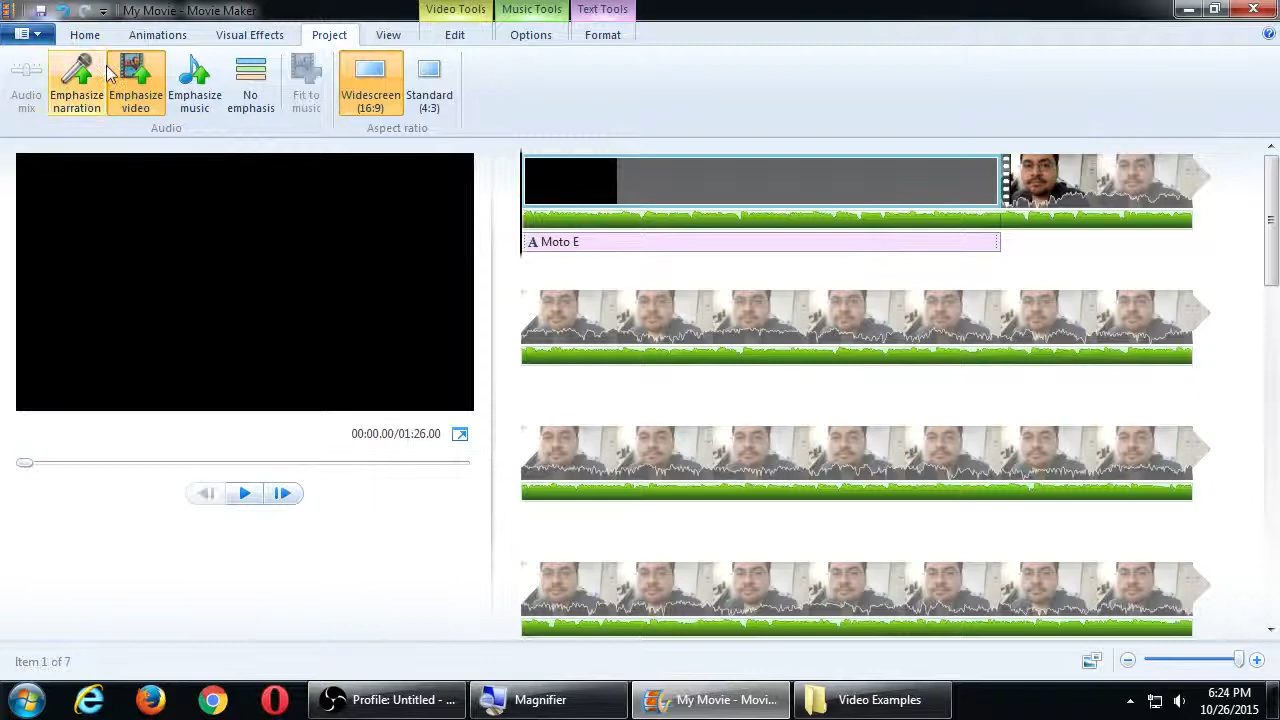 My Movie - Movie Maker
Video Tools
Music Tools
Text Tools
Home
Animations
Visual Effects
Project
View
Edit
Options
Format
Audio mix
Emphasize narration
Emphasize video
Emphasize music
No emphasis
Fit to music
Widescreen (16:9)
Standard (4:3)
Audio
Aspect ratio
A Moto E
00:00.00/01:26.00
Item 1 of 7
Profile: Untitled - ...
Magnifier
My Movie - Movi...
Video Examples
6:24 PM
10/26/2015